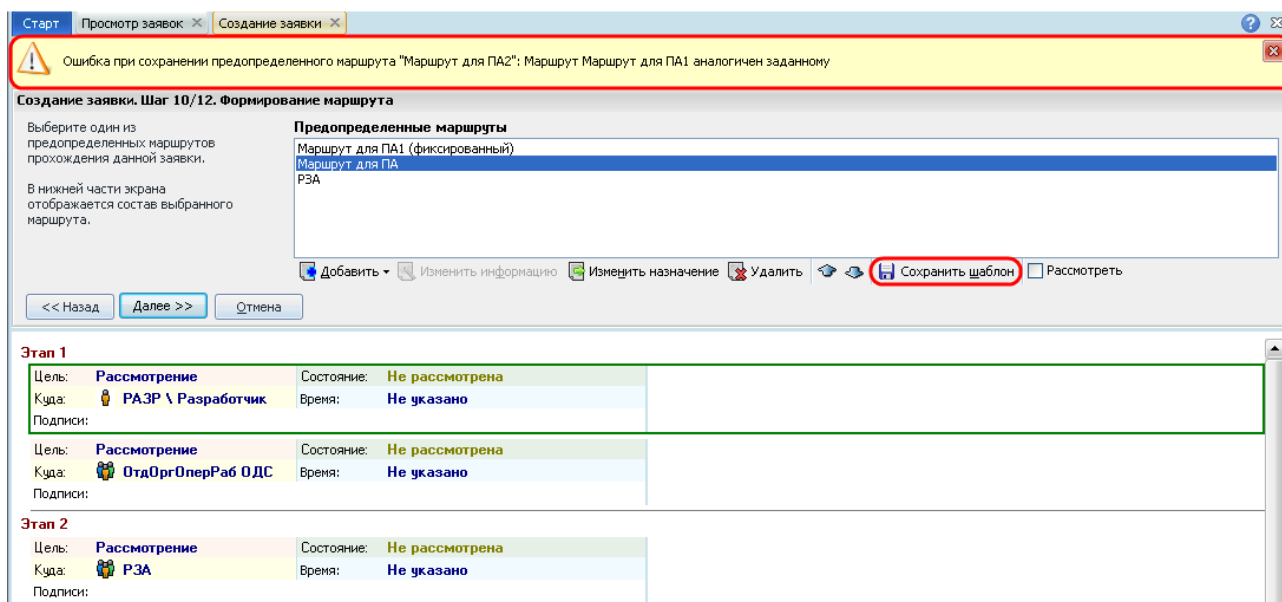 Старт Просмотр заявок Создание заявки
Ошибка при сохранении предопределенного маршрута "Маршрут для ПА2": Маршрут Маршрут для ПА1 аналогичен заданному
Создание заявки. Шаг 10/12. Формирование маршрута
Выберите один из
предопределенных маршрутов
прохождения данной заявки.
В нижней части экрана
отображается состав выбранного
маршрута.
Предопределенные маршруты
Маршрут для ПА1 (фиксированный)
Маршрут для ПА
РЗА
Добавить Изменить информацию Изменить назначение Удалить Сохранить шаблон Рассмотреть
<< Назад Далее >> Отмена
Этап 1
Цель: Рассмотрение Состояние: Не рассмотрена
Куда: РАЗР \ Разработчик Время: Не указано
Подписи:
Цель: Рассмотрение Состояние: Не рассмотрена
Куда: ОтдОргОперРаб ОДС Время: Не указано
Подписи:
Этап 2
Цель: Рассмотрение Состояние: Не рассмотрена
Куда: РЗА Время: Не указано
Подписи: